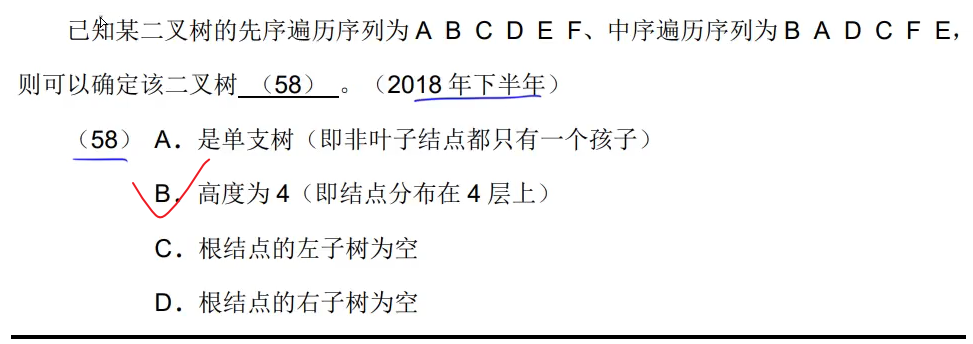 已知某二叉树的先序遍历序列为 A B C D E F、中序遍历序列为 B A D C F E，
则可以确定该二叉树 （58） 。（2018 年下半年）
（58） A．是单支树（即非叶子结点都只有一个孩子）
B．高度为 4（即结点分布在 4 层上）
C．根结点的左子树为空
D．根结点的右子树为空